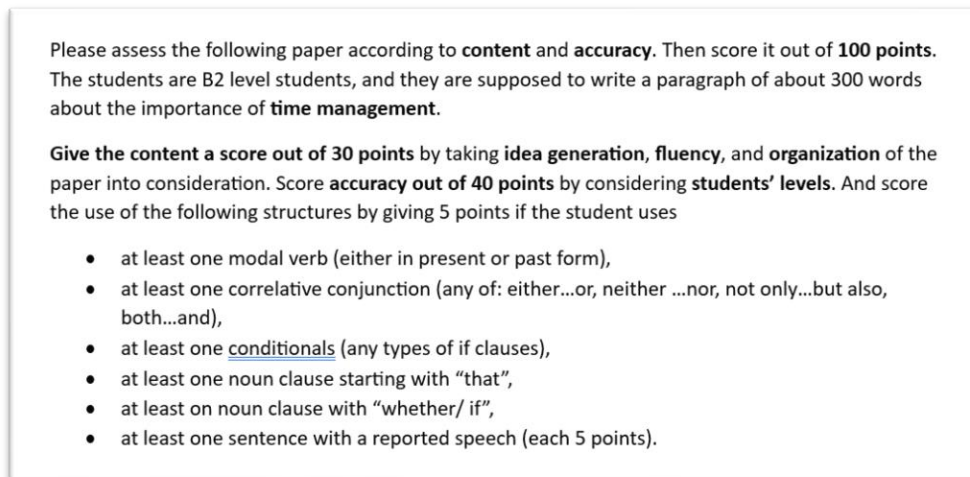 Please assess the following paper according to content and accuracy. Then score it out of 100 points.
The students are B2 level students, and they are supposed to write a paragraph of about 300 words
about the importance of time management.
Give the content a score out of 30 points by taking idea generation, fluency, and organization of the
paper into consideration. Score accuracy out of 40 points by considering students’ levels. And score
the use of the following structures by giving 5 points if the student uses
• at least one modal verb (either in present or past form),
• at least one correlative conjunction (any of: either...or, neither ...nor, not only...but also,
both...and),
• at least one conditionals (any types of if clauses),
• at least one noun clause starting with “that”,
• at least on noun clause with “whether/ if”,
• at least one sentence with a reported speech (each 5 points).